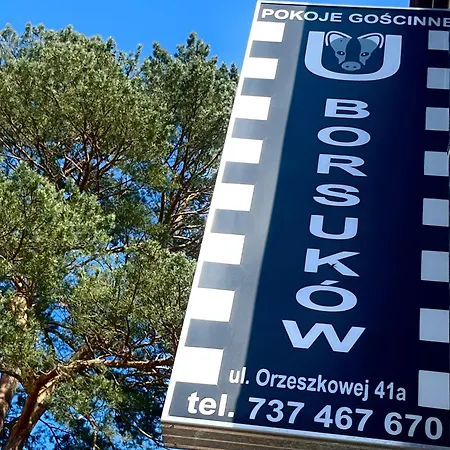 POKOJE GOŚCINNE
U
BORSUKÓW
ul. Orzeszkowej 41a
tel. 737 467 670